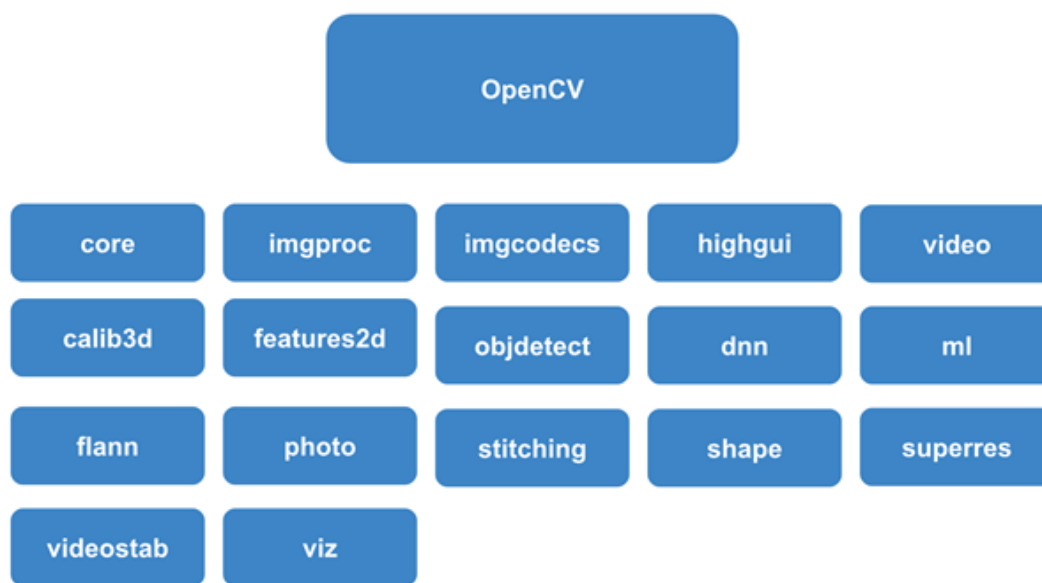 OpenCV
core
imgproc
imgcodecs
highgui
video
calib3d
features2d
objdetect
dnn
ml
flann
photo
stitching
shape
superres
videostab
viz